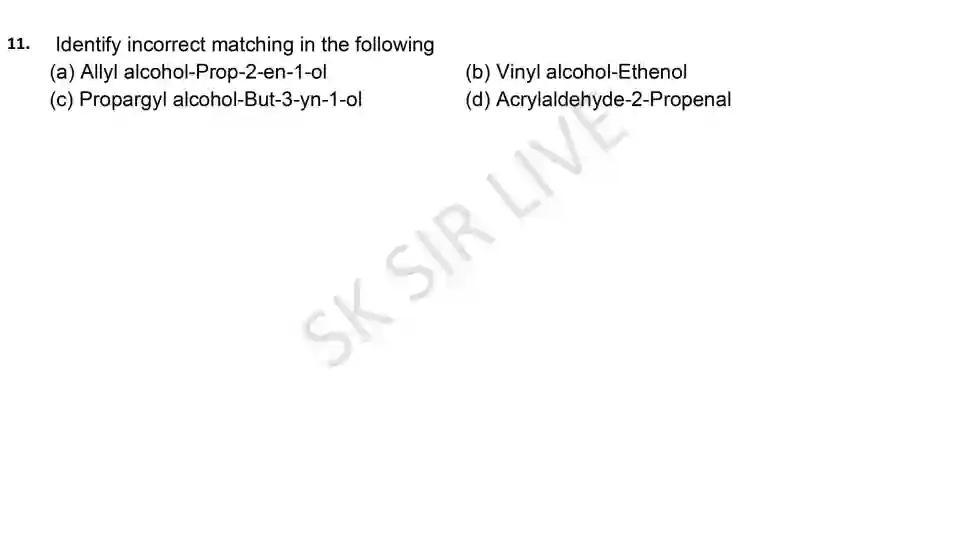 11. Identify incorrect matching in the following
(a) Allyl alcohol-Prop-2-en-1-ol (b) Vinyl alcohol-Ethenol
(c) Propargyl alcohol-But-3-yn-1-ol (d) Acrylaldehyde-2-Propenal
SK SIR LIVE